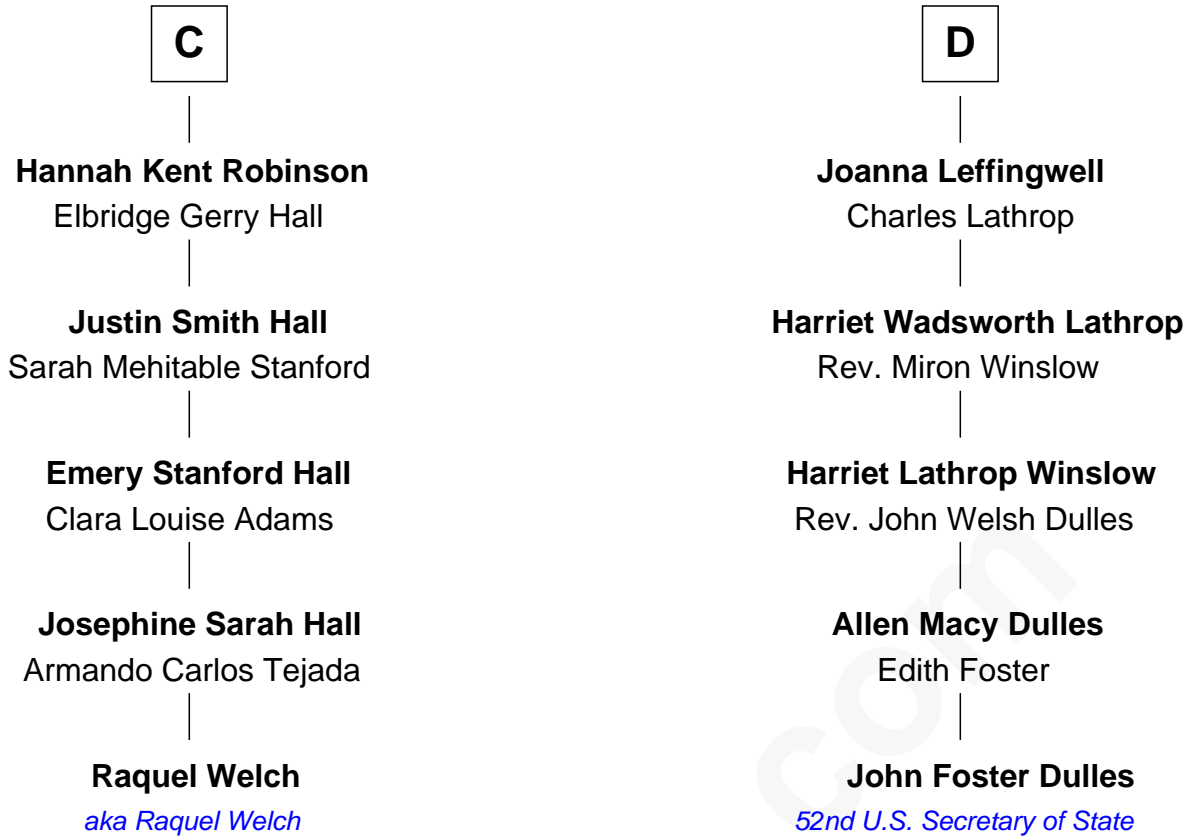 C
D
Hannah Kent Robinson
Elbridge Gerry Hall
Joanna Leffingwell
Charles Lathrop
Justin Smith Hall
Sarah Mehitable Stanford
Harriet Wadsworth Lathrop
Rev. Miron Winslow
Emery Stanford Hall
Clara Louise Adams
Harriet Lathrop Winslow
Rev. John Welsh Dulles
Josephine Sarah Hall
Armando Carlos Tejada
Allen Macy Dulles
Edith Foster
Raquel Welch
aka Raquel Welch
John Foster Dulles
52nd U.S. Secretary of State
com